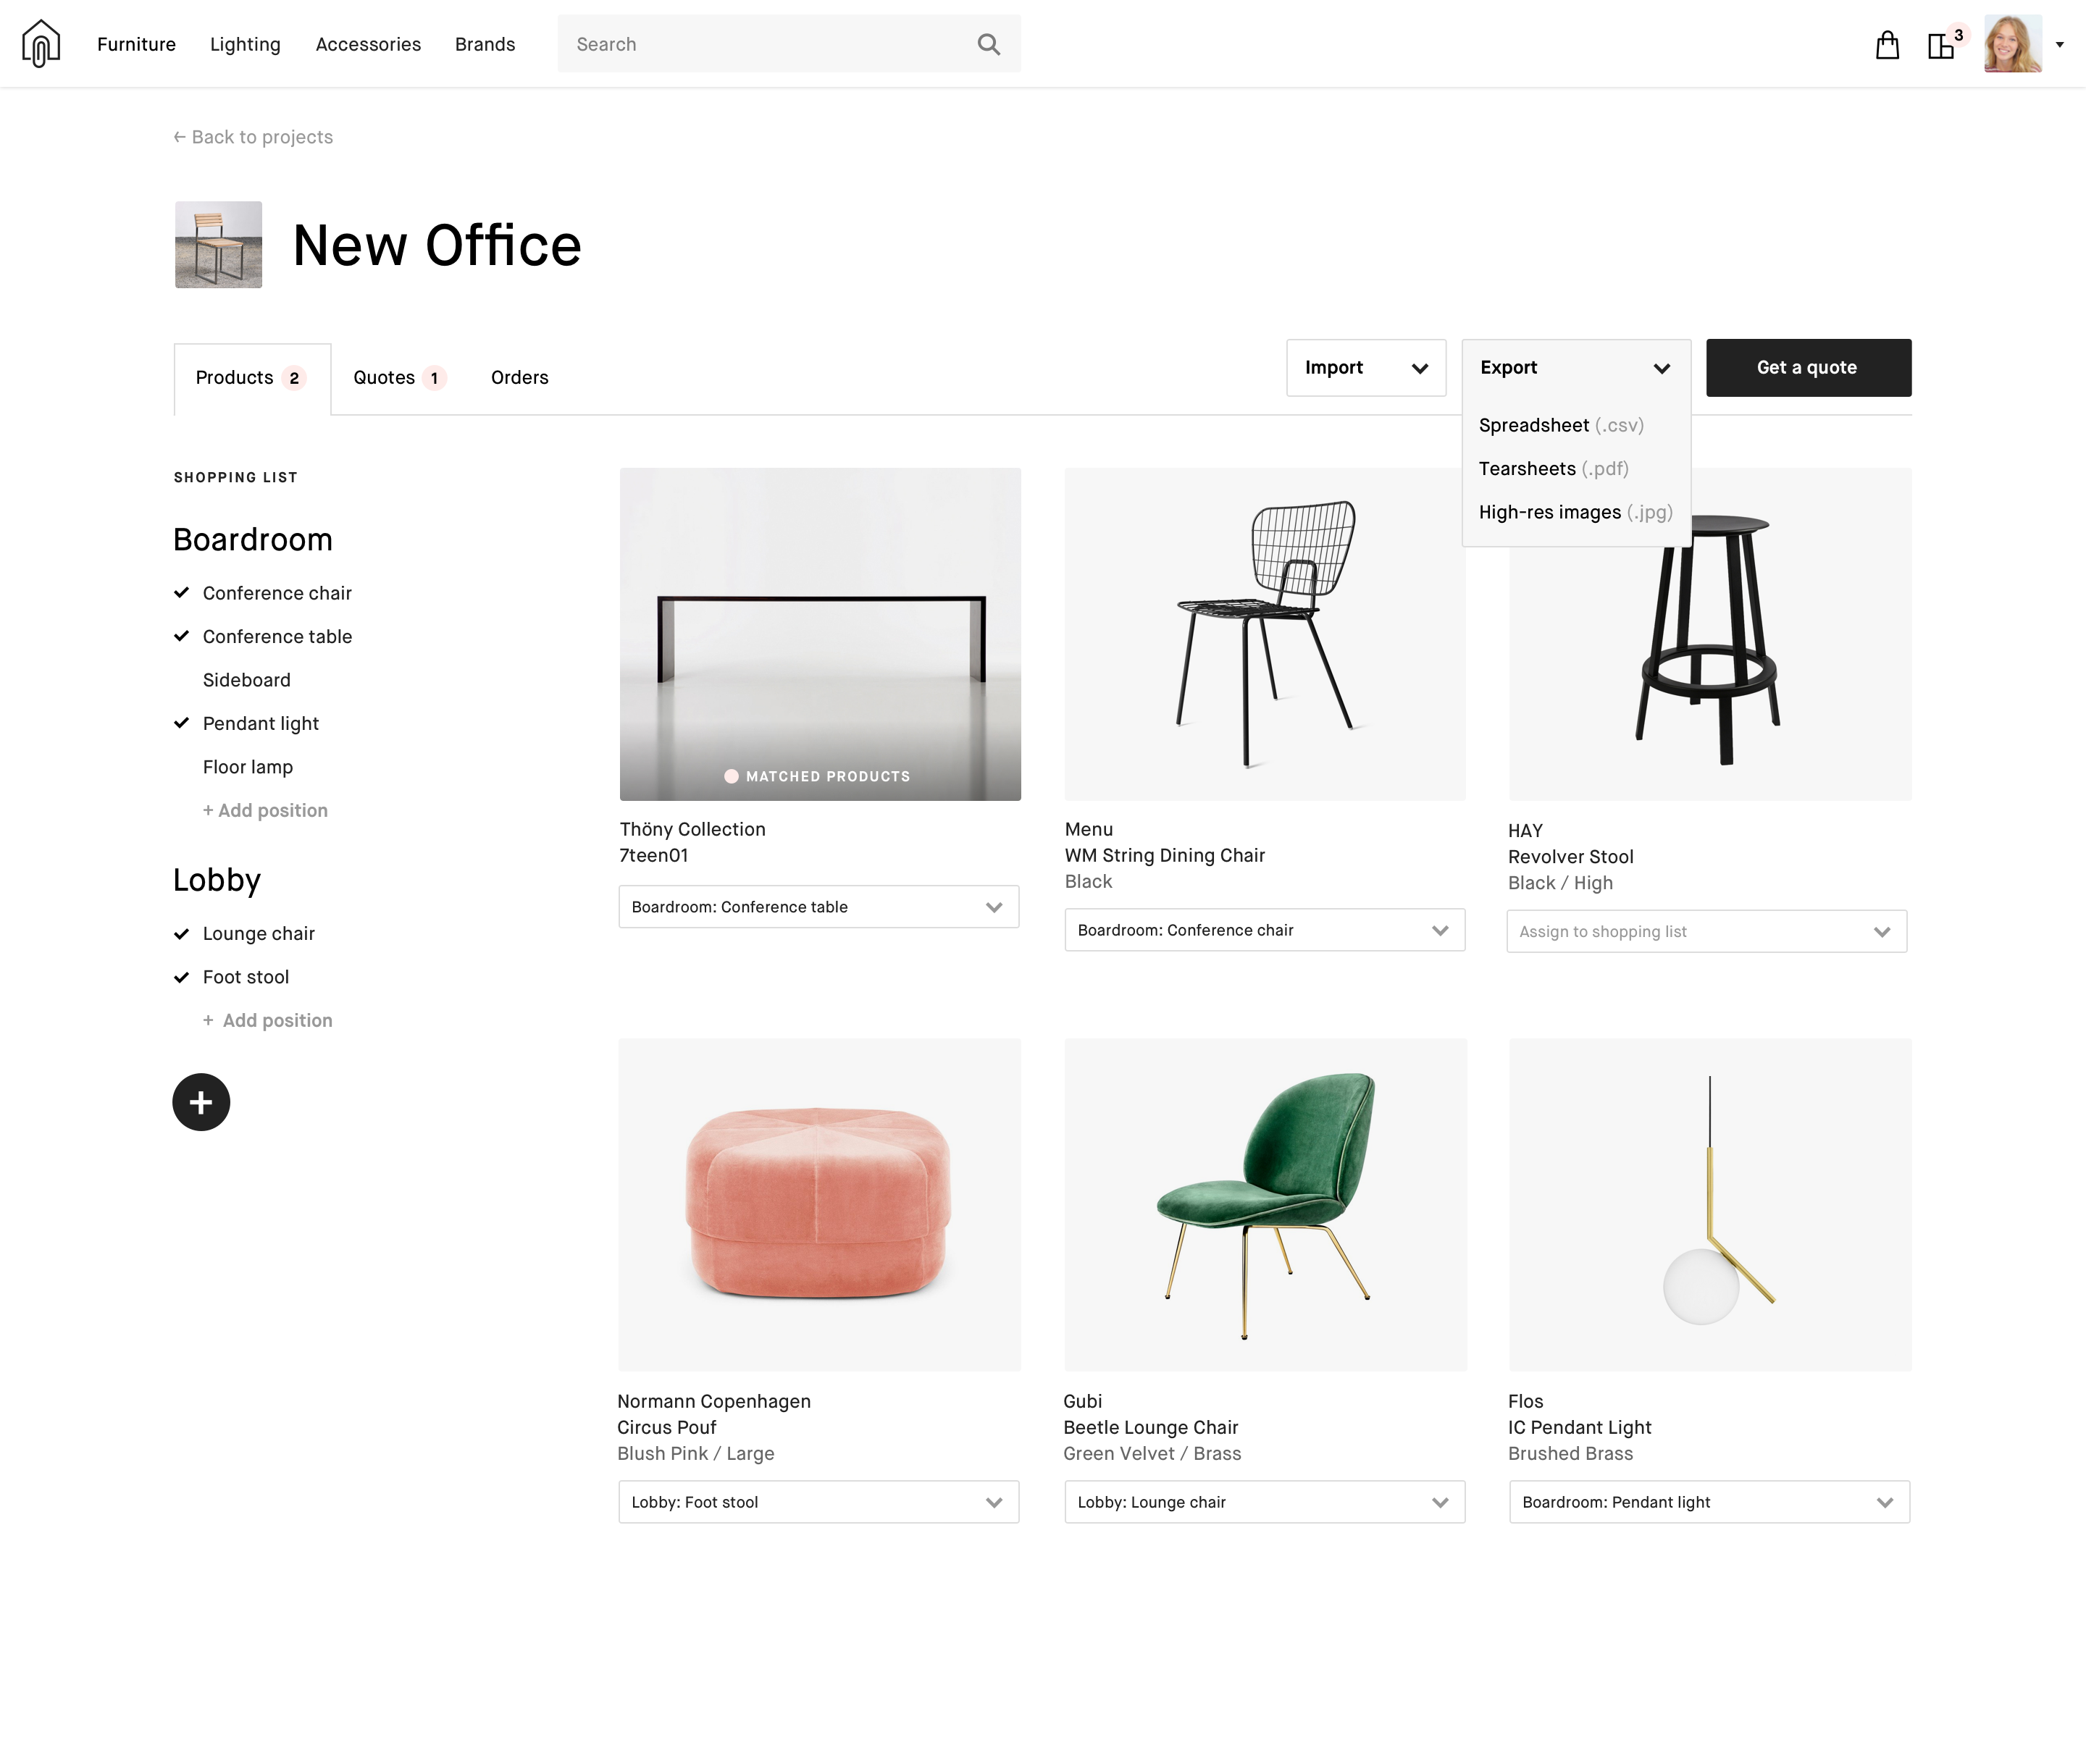 Furniture
Lighting
Accessories
Brands
Search
3
← Back to projects
New Office
Products 2
Quotes 1
Orders
Import
Export
Get a quote
Spreadsheet (.csv)
Tearsheets (.pdf)
High-res images (.jpg)
SHOPPING LIST
Boardroom
Conference chair
Conference table
Sideboard
Pendant light
Floor lamp
+ Add position
Lobby
Lounge chair
Foot stool
+ Add position
MATCHED PRODUCTS
Thöny Collection
7teen01
Boardroom: Conference table
Menu
WM String Dining Chair
Black
Boardroom: Conference chair
HAY
Revolver Stool
Black / High
Assign to shopping list
Normann Copenhagen
Circus Pouf
Blush Pink / Large
Lobby: Foot stool
Gubi
Beetle Lounge Chair
Green Velvet / Brass
Lobby: Lounge chair
Flos
IC Pendant Light
Brushed Brass
Boardroom: Pendant light